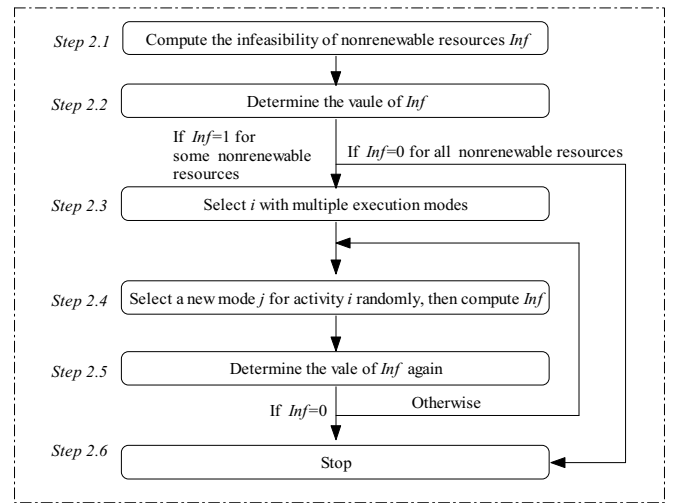 Step 2.1
Compute the infeasibility of nonrenewable resources Inf
Step 2.2
Determine the vaule of Inf
If Inf=1 for
some nonrenewable
resources
If Inf=0 for all nonrenewable resources
Step 2.3
Select i with multiple execution modes
Step 2.4
Select a new mode j for activity i randomly, then compute Inf
Step 2.5
Determine the vale of Inf again
If Inf=0
Otherwise
Step 2.6
Stop